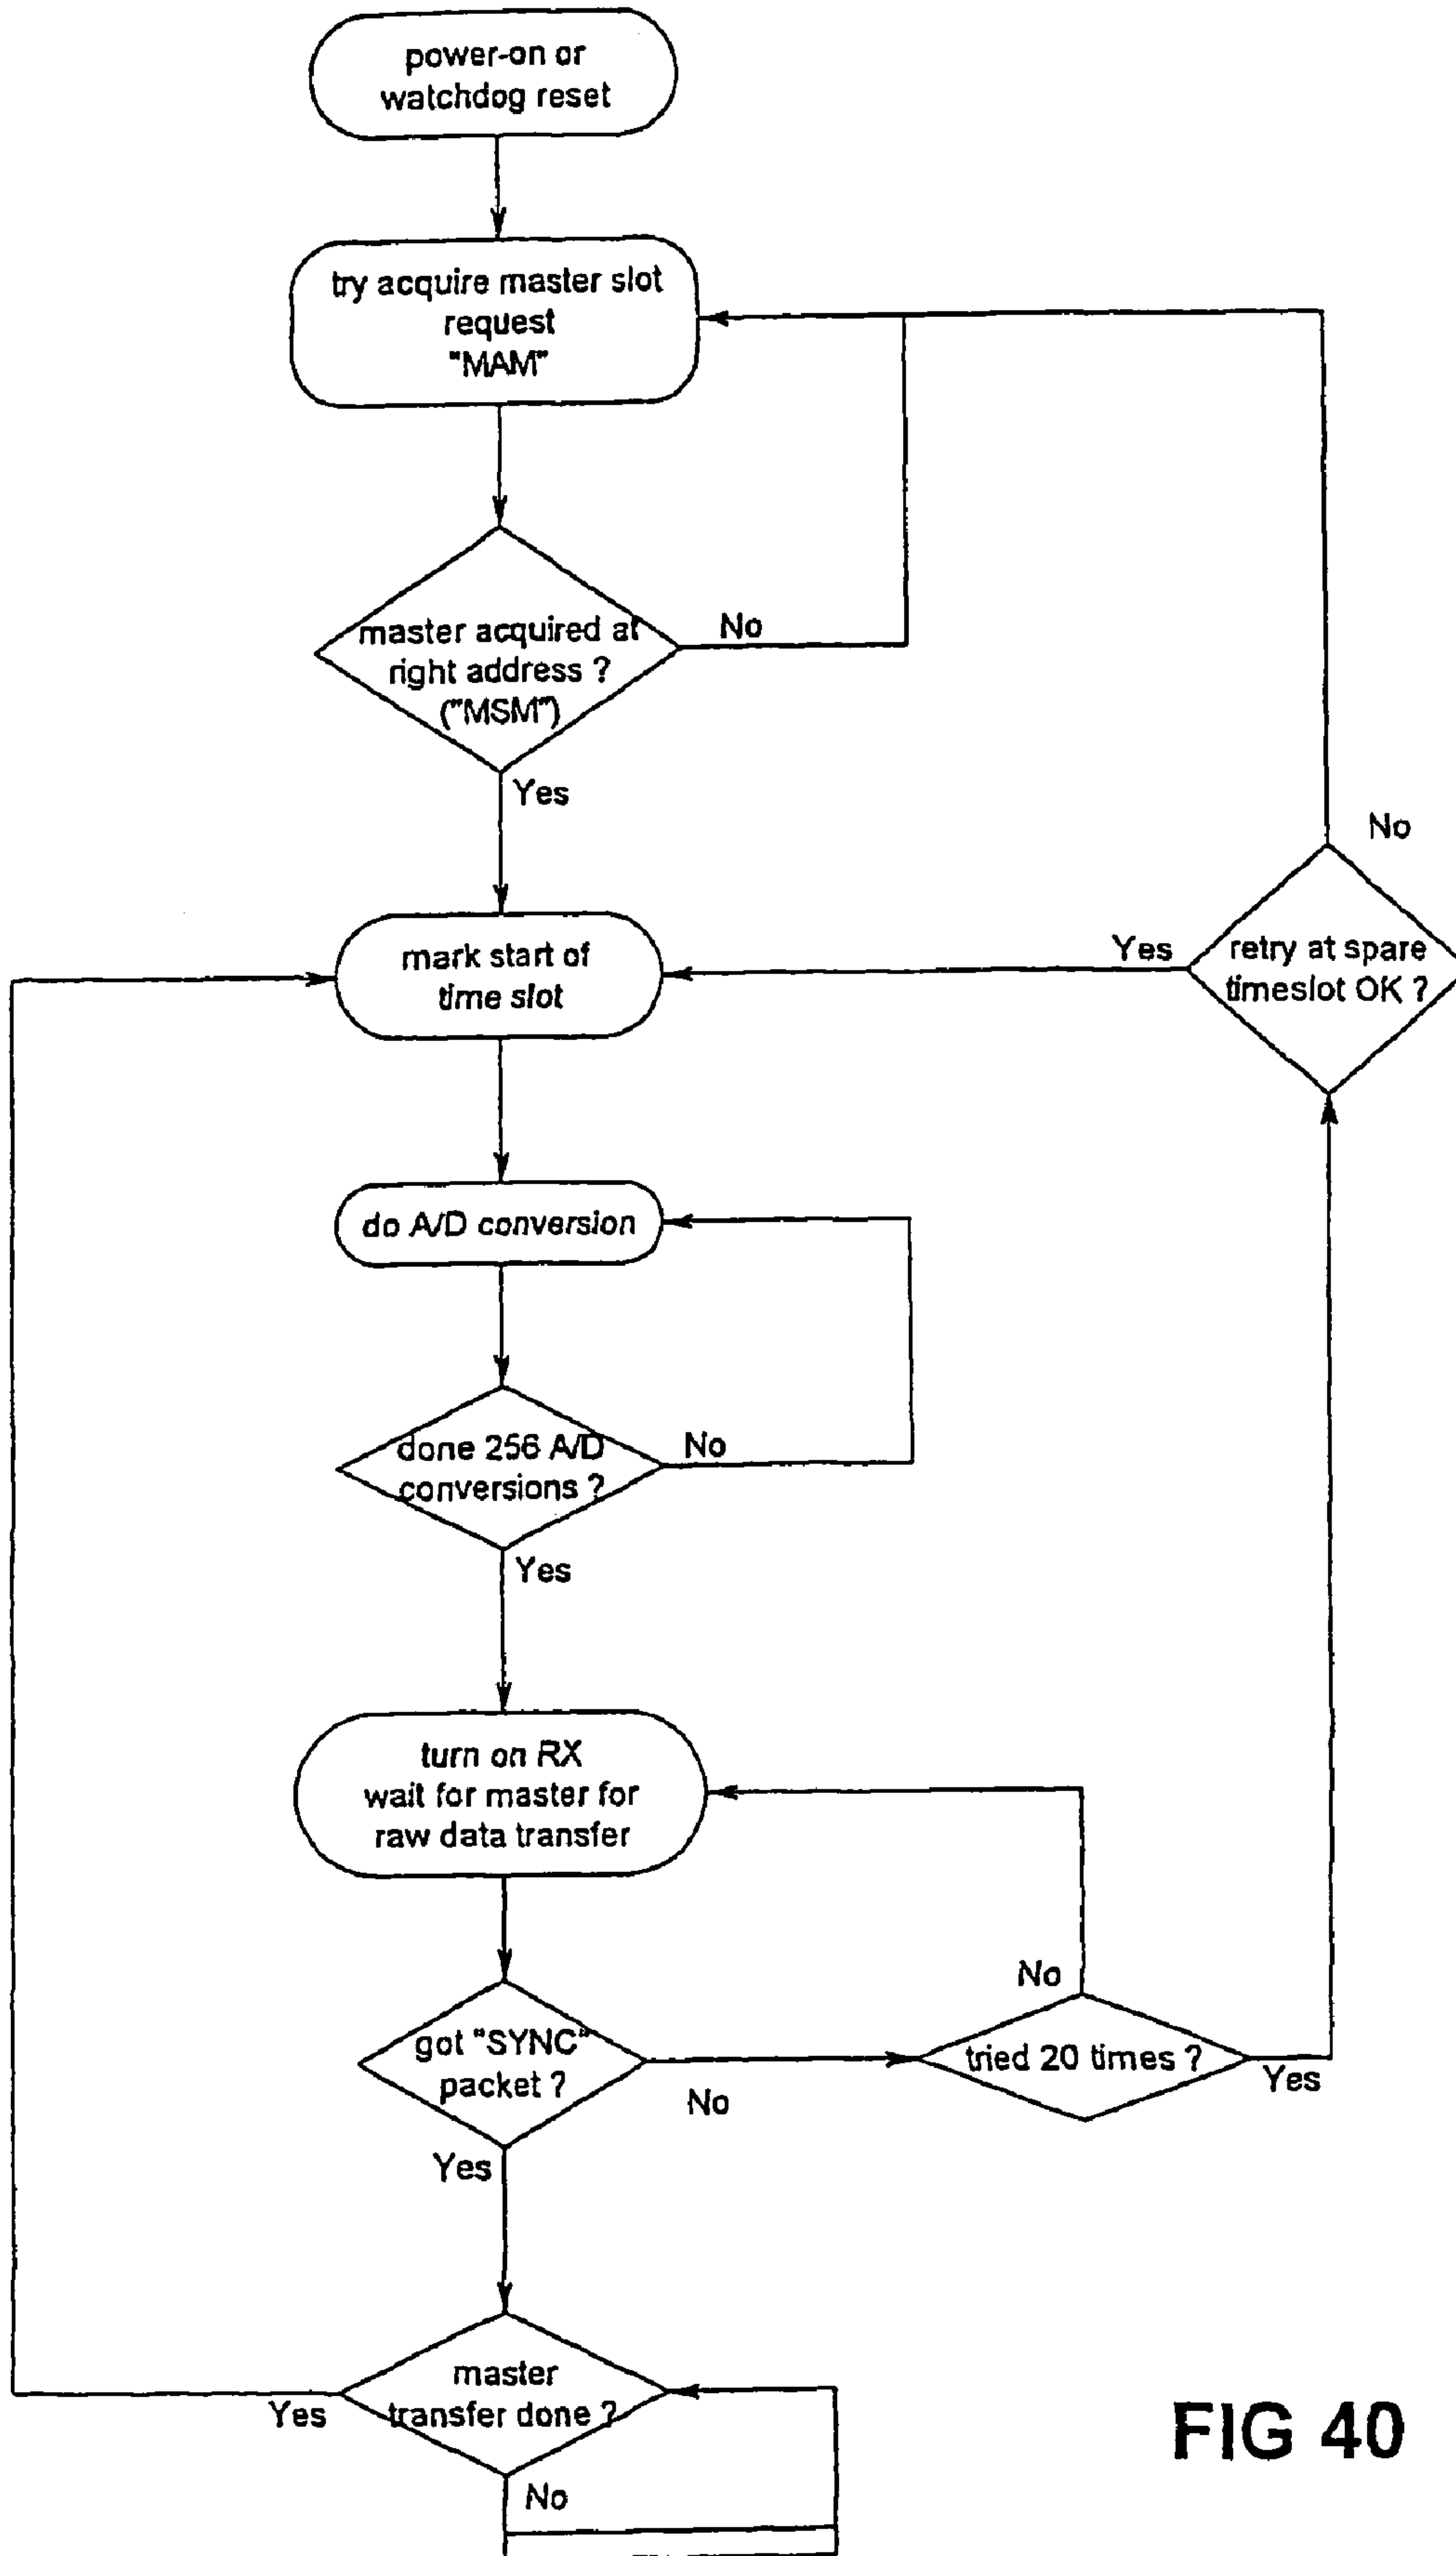 power-on or
watchdog reset
try acquire master slot
request
"MAM"
master acquired at
right address ?
("MSM")
No
Yes
mark start of
time slot
Yes
retry at spare
timeslot OK ?
No
do A/D conversion
done 256 A/D
conversions ?
No
Yes
turn on RX
wait for master for
raw data transfer
got "SYNC"
packet ?
No
Yes
No
tried 20 times ?
Yes
master
transfer done ?
Yes
No
FIG 40